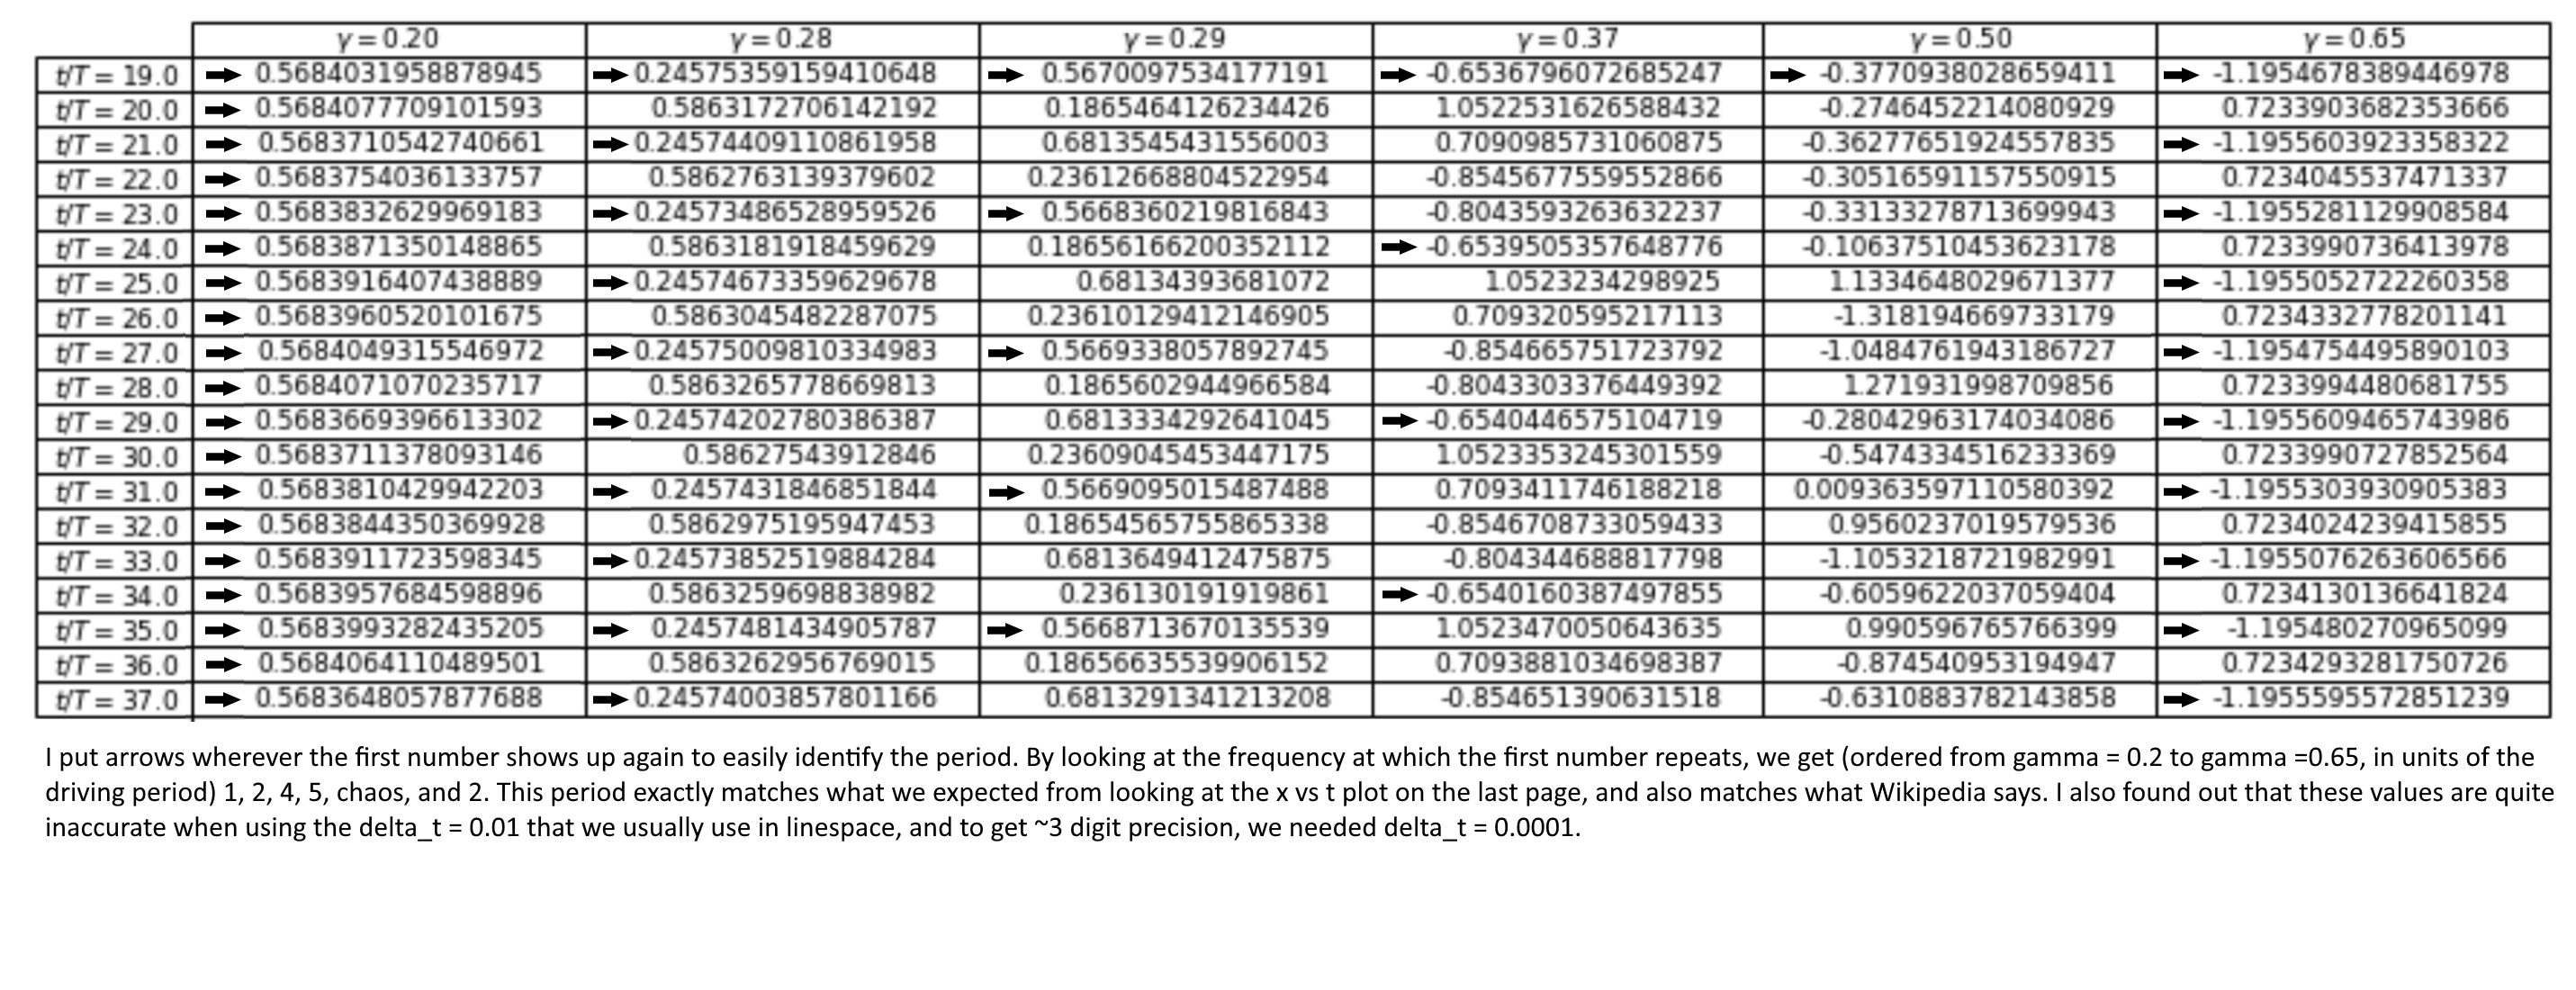 γ = 0.20 γ = 0.28 γ = 0.29 γ = 0.37 γ = 0.50 γ = 0.65
t/T = 19.0 0.5684031958878945 0.24575359159410648 0.5670097534177191 -0.6536796072685247 -0.3770938028659411 -1.1954678389446978
t/T = 20.0 0.5684077709101593 0.5863172706142192 0.1865464126234426 1.0522531626588432 -0.2746452214080929 0.7233903682353666
t/T = 21.0 0.5683710542740661 0.24574409110861958 0.6813545431556003 0.7090985731060875 -0.36277651924557835 -1.1955603923358322
t/T = 22.0 0.5683754036133757 0.5862763139379602 0.23612668804522954 -0.8545677559552866 -0.30516591157550915 0.7234045537471337
t/T = 23.0 0.5683832629969183 0.24573486528959526 0.5668360219816843 -0.8043593263632237 -0.33133278713699943 -1.1955281129908584
t/T = 24.0 0.5683871350148865 0.5863181918459629 0.18656166200352112 -0.6539505357648776 -0.10637510453623178 0.7233990736413978
t/T = 25.0 0.5683916407438889 0.24574673359629678 0.68134393681072 1.0523234298925 1.1334648029671377 -1.1955052722260358
t/T = 26.0 0.5683960520101675 0.5863045482287075 0.23610129412146905 0.709320595217113 -1.318194669733179 0.7234332778201141
t/T = 27.0 0.5684049315546972 0.24575009810334983 0.5669338057892745 -0.854665751723792 -1.0484761943186727 -1.1954754495890103
t/T = 28.0 0.5684071070235717 0.5863265778669813 0.1865602944966584 -0.8043303376449392 1.271931998709856 0.7233994480681755
t/T = 29.0 0.5683669396613302 0.24574202780386387 0.6813334292641045 -0.6540446575104719 -0.28042963174034086 -1.1955609465743986
t/T = 30.0 0.5683711378093146 0.58627543912846 0.23609045453447175 1.0523353245301559 -0.5474334516233369 0.7233990727852564
t/T = 31.0 0.5683810429942203 0.2457431846851844 0.5669095015487488 0.7093411746188218 0.009363597110580392 -1.1955303930905383
t/T = 32.0 0.5683844350369928 0.5862975195947453 0.18654565755865338 -0.8546708733059433 0.9560237019579536 0.7234024239415855
t/T = 33.0 0.5683911723598345 0.24573852519884284 0.6813649412475875 -0.804344688817798 -1.1053218721982991 -1.1955076263606566
t/T = 34.0 0.5683957684598896 0.5863259698838982 0.236130191919861 -0.6540160387497855 -0.6059622037059404 0.7234130136641824
t/T = 35.0 0.5683993282435205 0.2457481434905787 0.5668713670135539 1.0523470050643635 0.990596765766399 -1.195480270965099
t/T = 36.0 0.5684064110489501 0.5863262956769015 0.18656635539906152 0.7093881034698387 -0.874540953194947 0.7234293281750726
t/T = 37.0 0.5683648057877688 0.24574003857801166 0.6813291341213208 -0.854651390631518 -0.6310883782143858 -1.1955595572851239
I put arrows wherever the first number shows up again to easily identify the period. By looking at the frequency at which the first number repeats, we get (ordered from gamma = 0.2 to gamma =0.65, in units of the
driving period) 1, 2, 4, 5, chaos, and 2. This period exactly matches what we expected from looking at the x vs t plot on the last page, and also matches what Wikipedia says. I also found out that these values are quite
inaccurate when using the delta_t = 0.01 that we usually use in linespace, and to get ~3 digit precision, we needed delta_t = 0.0001.